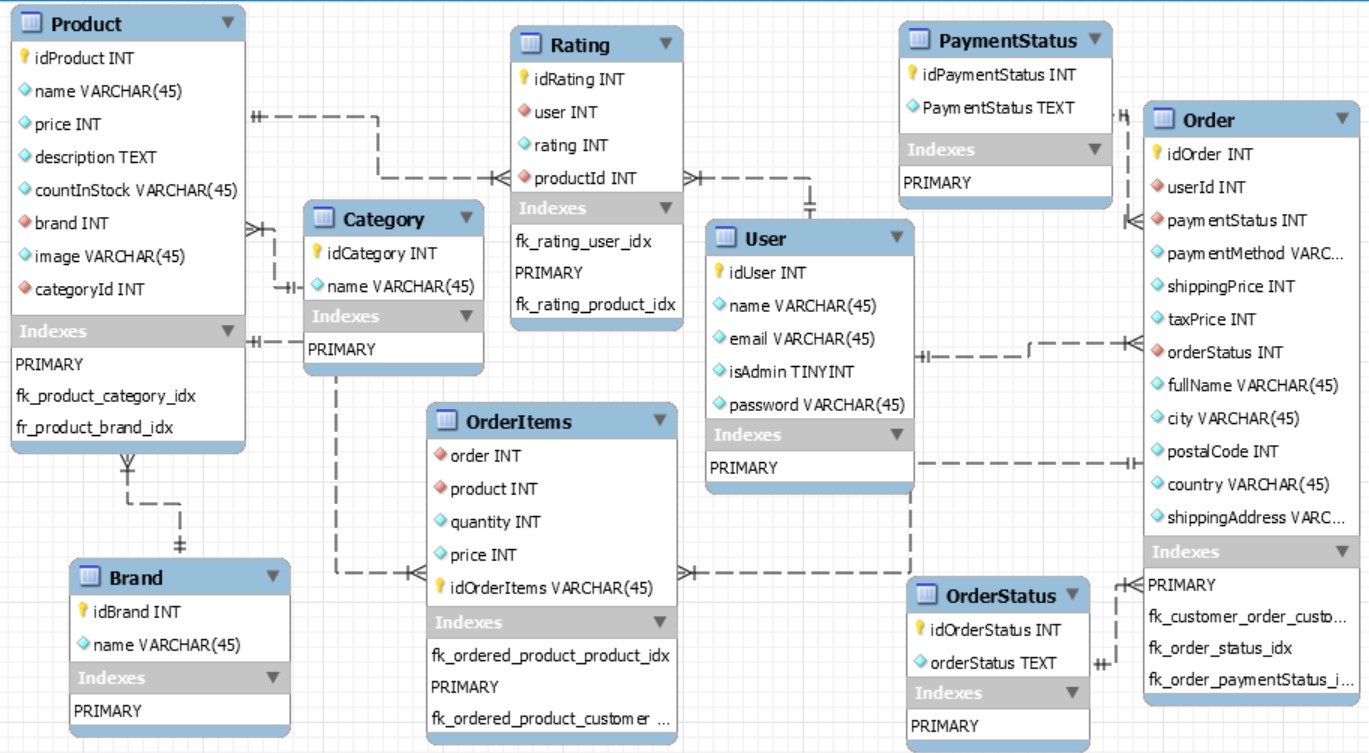 Product
idProduct INT
name VARCHAR(45)
price INT
description TEXT
countInStock VARCHAR(45)
brand INT
image VARCHAR(45)
categoryId INT
Indexes
PRIMARY
fk_product_category_idx
fr_product_brand_idx
Rating
idRating INT
user INT
rating INT
productId INT
Indexes
fk_rating_user_idx
PRIMARY
fk_rating_product_idx
PaymentStatus
idPaymentStatus INT
PaymentStatus TEXT
Indexes
PRIMARY
Order
idOrder INT
userId INT
paymentStatus INT
paymentMethod VARC...
shippingPrice INT
taxPrice INT
orderStatus INT
fullName VARCHAR(45)
city VARCHAR(45)
postalCode INT
country VARCHAR(45)
shippingAddress VARC...
Indexes
PRIMARY
fk_customer_order_custo...
fk_order_status_idx
fk_order_paymentStatus_i...
Category
idCategory INT
name VARCHAR(45)
Indexes
PRIMARY
User
idUser INT
name VARCHAR(45)
email VARCHAR(45)
isAdmin TINYINT
password VARCHAR(45)
Indexes
PRIMARY
OrderItems
order INT
product INT
quantity INT
price INT
idOrderItems VARCHAR(45)
Indexes
fk_ordered_product_product_idx
PRIMARY
fk_ordered_product_customer ...
Brand
idBrand INT
name VARCHAR(45)
Indexes
PRIMARY
OrderStatus
idOrderStatus INT
orderStatus TEXT
Indexes
PRIMARY